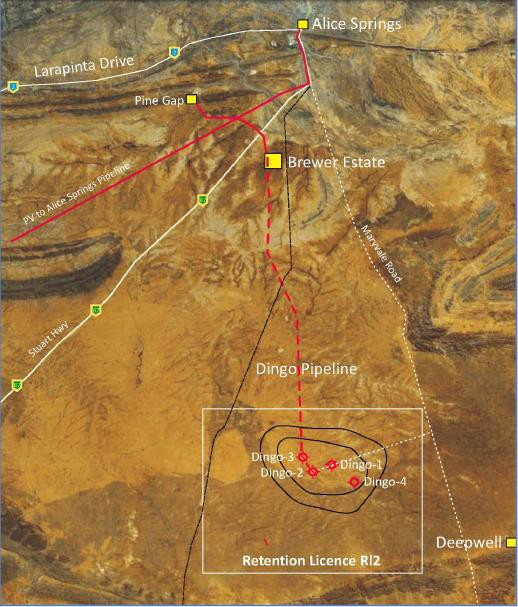 Alice Springs
Larapinta Drive
Pine Gap
Brewer Estate
PV to Alice Springs Pipeline
Maryvale Road
Stuart Hwy
Dingo Pipeline
Dingo-3
Dingo-1
Dingo-2
Dingo-4
Deepwell
Retention Licence Rl2